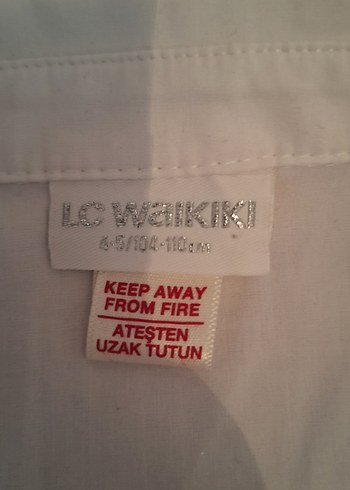 LC WAIKIKI
4-5/104-110cm
KEEP AWAY
FROM FIRE
ATEŞTEN
UZAK TUTUN